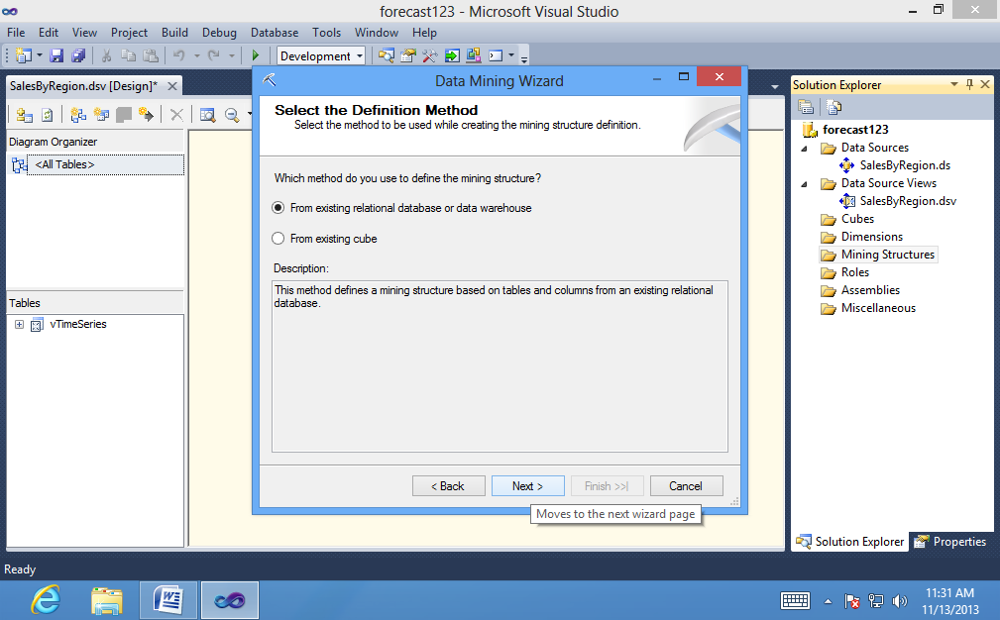 forecast123 - Microsoft Visual Studio
File Edit View Project Build Debug Database Tools Window Help
Development
SalesByRegion.dsv [Design]*
Diagram Organizer
<All Tables>
Tables
vTimeSeries
Data Mining Wizard
Select the Definition Method
Select the method to be used while creating the mining structure definition.
Which method do you use to define the mining structure?
From existing relational database or data warehouse
From existing cube
Description:
This method defines a mining structure based on tables and columns from an existing relational
database.
< Back Next > Finish >>| Cancel
Moves to the next wizard page
Solution Explorer
forecast123
Data Sources
SalesByRegion.ds
Data Source Views
SalesByRegion.dsv
Cubes
Dimensions
Mining Structures
Roles
Assemblies
Miscellaneous
Solution Explorer Properties
Ready
11:31 AM
11/13/2013